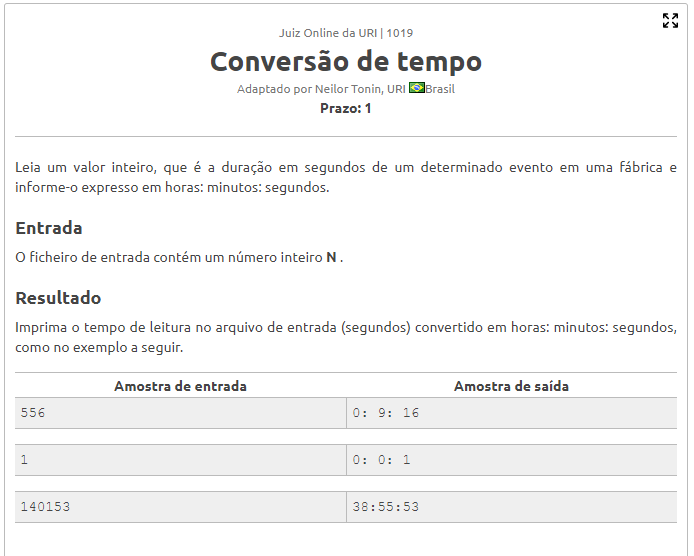 Juiz Online da URI | 1019
Conversão de tempo
Adaptado por Neilor Tonin, URI Brasil
Prazo: 1
Leia um valor inteiro, que é a duração em segundos de um determinado evento em uma fábrica e
informe-o expresso em horas: minutos: segundos.
Entrada
O ficheiro de entrada contém um número inteiro N .
Resultado
Imprima o tempo de leitura no arquivo de entrada (segundos) convertido em horas: minutos: segundos,
como no exemplo a seguir.
Amostra de entrada Amostra de saída
556 0: 9: 16
1 0: 0: 1
140153 38:55:53